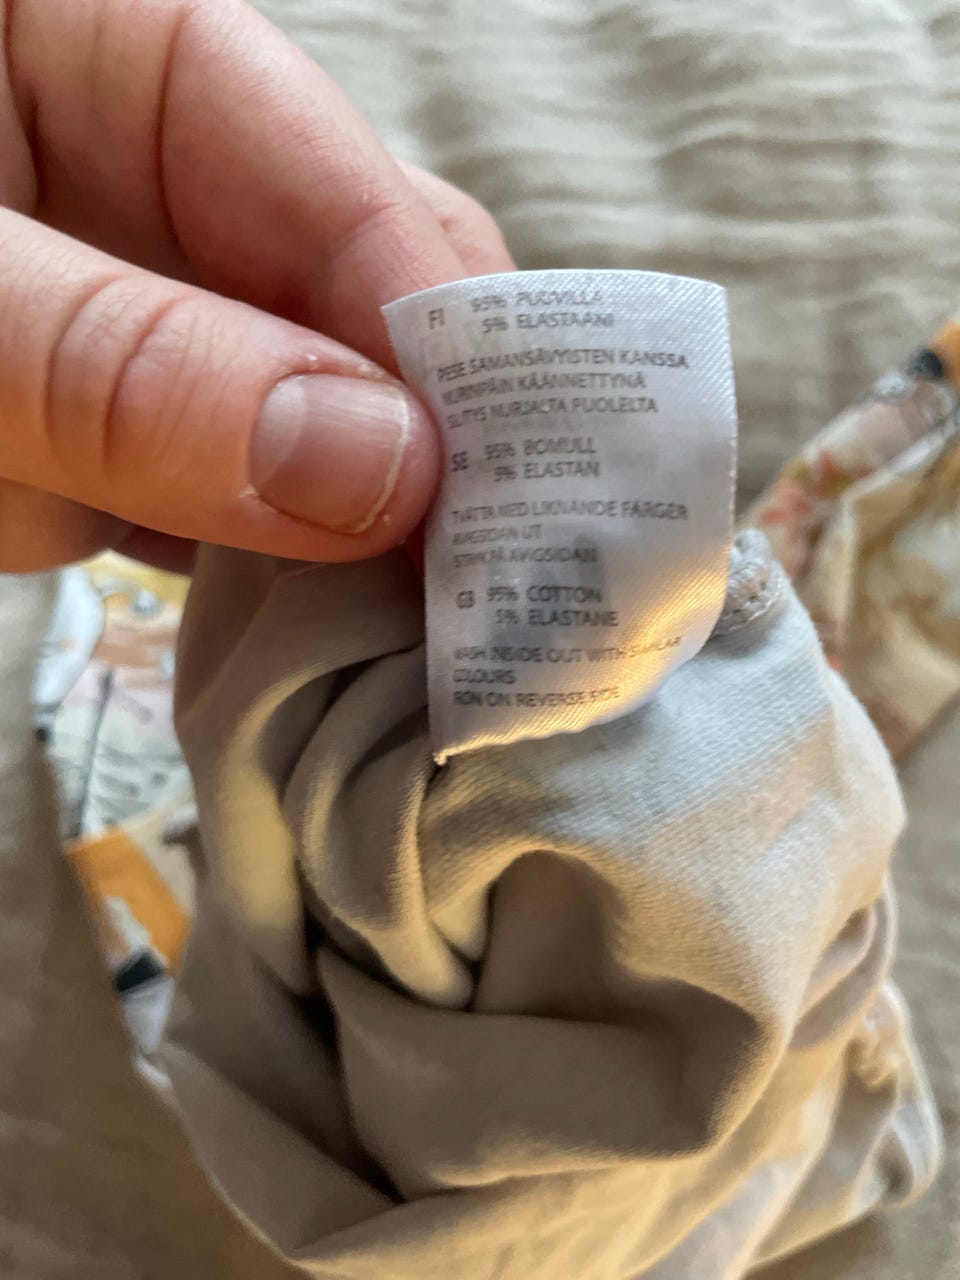 FI 95% PUUVILLA
5% ELASTAANI
PESE SAMANSÄVYISTEN KANSSA
NURINPÄIN KÄÄNNETTYNÄ
SILITYS NURJALTA PUOLELTA
SE 95% BOMULL
5% ELASTAN
TVÄTTA MED LIKNANDE FÄRGER
AVIGSIDAN UT
STRYK PÅ AVIGSIDAN
GB 95% COTTON
5% ELASTANE
WASH INSIDE OUT WITH SIMILAR
COLOURS
IRON ON REVERSE SIDE